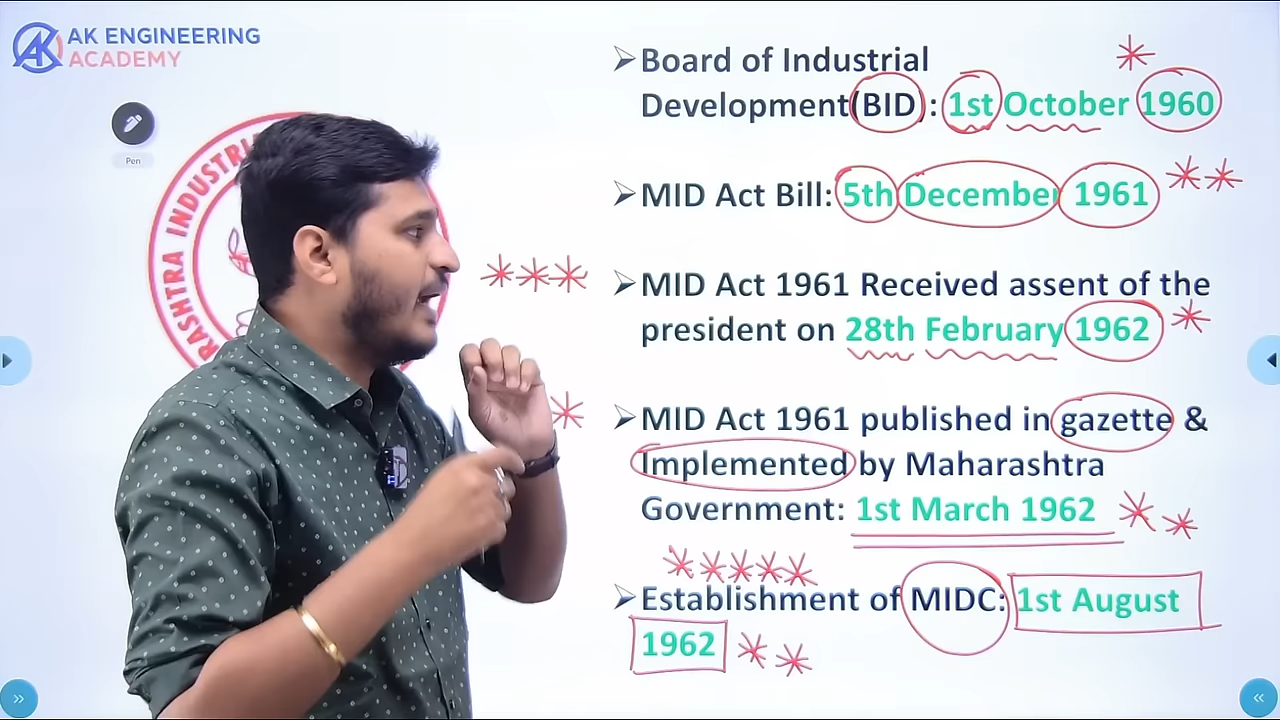 AK ENGINEERING
ACADEMY
Pen
RASHTRA INDUSTRI
➢Board of Industrial
Development(BID) : 1st October 1960
➢MID Act Bill: 5th December 1961
➢MID Act 1961 Received assent of the
president on 28th February 1962
➢MID Act 1961 published in gazette &
Implemented by Maharashtra
Government: 1st March 1962
➢Establishment of MIDC: 1st August
1962